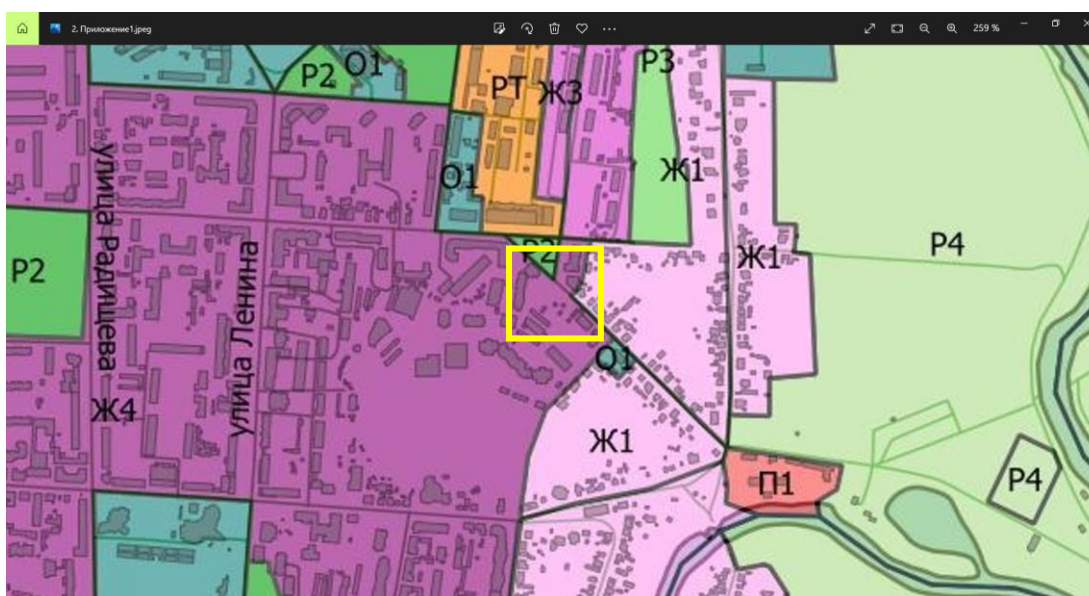 2. Приложение1.jpeg
259 %
Р2
О1
РТ
Ж3
Р3
О1
Ж1
улица Радищева
улица Ленина
Р2
Р2
Ж1
Р4
О1
Ж4
Ж1
П1
Р4